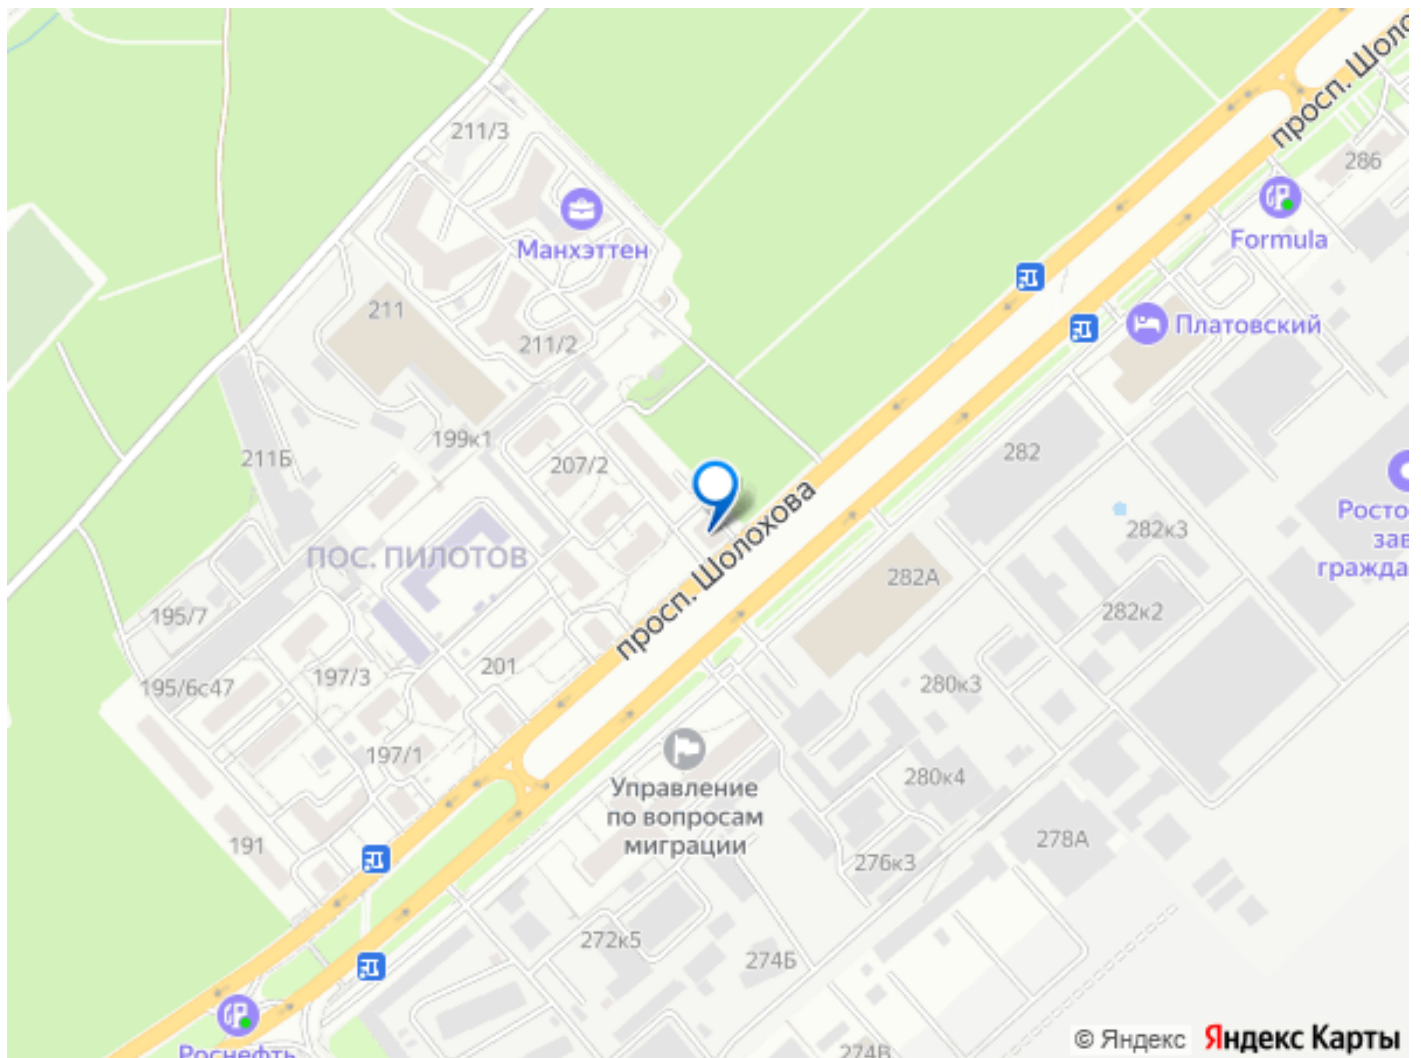 просп. Шоло
211/3
286
Манхэттен
Formula
211
211/2
Платовский
199к1
207/2
211Б
282
просп. Шолохова
Росто
зав
гражда
282к3
282А
282к2
ПОС. ПИЛОТОВ
195/7
201
197/3
195/6с47
280к3
197/1
Управление
по вопросам
миграции
280к4
191
278А
276к3
272к5
274Б
Роснефть
274В
© Яндекс Яндекс Карты